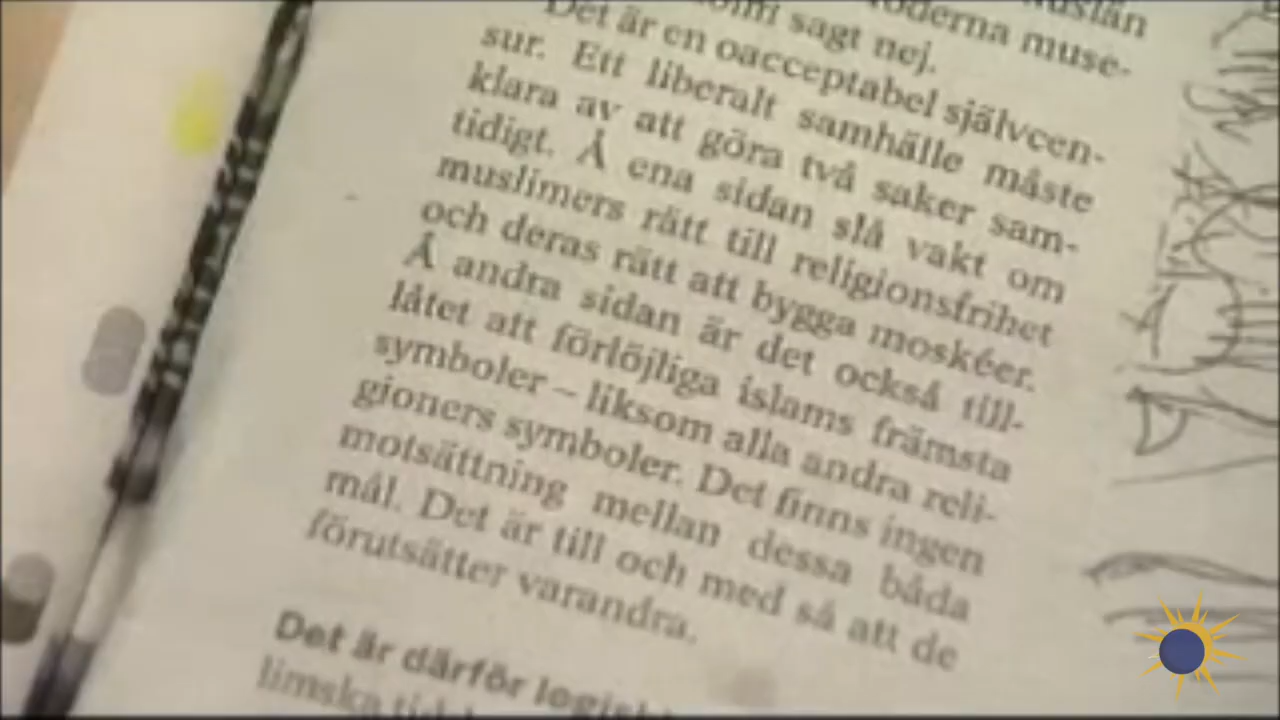 sagt nej.
Det är en oacceptabel självcen-
sur. Ett liberalt samhälle måste
klara av att göra två saker sam-
tidigt. Å ena sidan slå vakt om
muslimers rätt till religionsfrihet
och deras rätt att bygga moskéer.
Å andra sidan är det också till-
låtet att förlöjliga islams främsta
symboler – liksom alla andra reli-
gioners symboler. Det finns ingen
motsättning mellan dessa båda
mål. Det är till och med så att de
förutsätter varandra.
Det är därför
limska